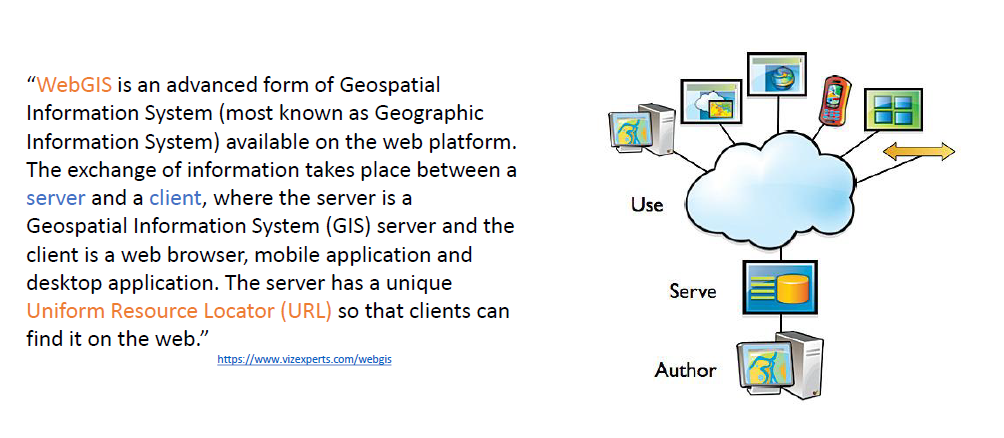 “WebGIS is an advanced form of Geospatial
Information System (most known as Geographic
Information System) available on the web platform.
The exchange of information takes place between a
server and a client, where the server is a
Geospatial Information System (GIS) server and the
client is a web browser, mobile application and
desktop application. The server has a unique
Uniform Resource Locator (URL) so that clients can
find it on the web.”
https://www.vizexperts.com/webgis
Use
Serve
Author